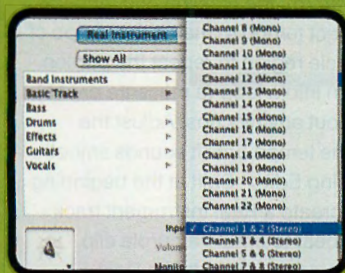 Real Instrument
Show All
Band Instruments
Basic Track
Bass
Drums
Effects
Guitars
Vocals
Input
Volum
Monito
Channel 8 (Mono)
Channel 9 (Mono)
Channel 10 (Mono)
Channel 11 (Mono)
Channel 12 (Mono)
Channel 13 (Mono)
Channel 14 (Mono)
Channel 15 (Mono)
Channel 16 (Mono)
Channel 17 (Mono)
Channel 18 (Mono)
Channel 19 (Mono)
Channel 20 (Mono)
Channel 21 (Mono)
Channel 22 (Mono)
✓ Channel 1 & 2 (Stereo)
Channel 3 & 4 (Stereo)
Channel 5 & 6 (Stereo)
Channel 7 & 8 (Stereo)